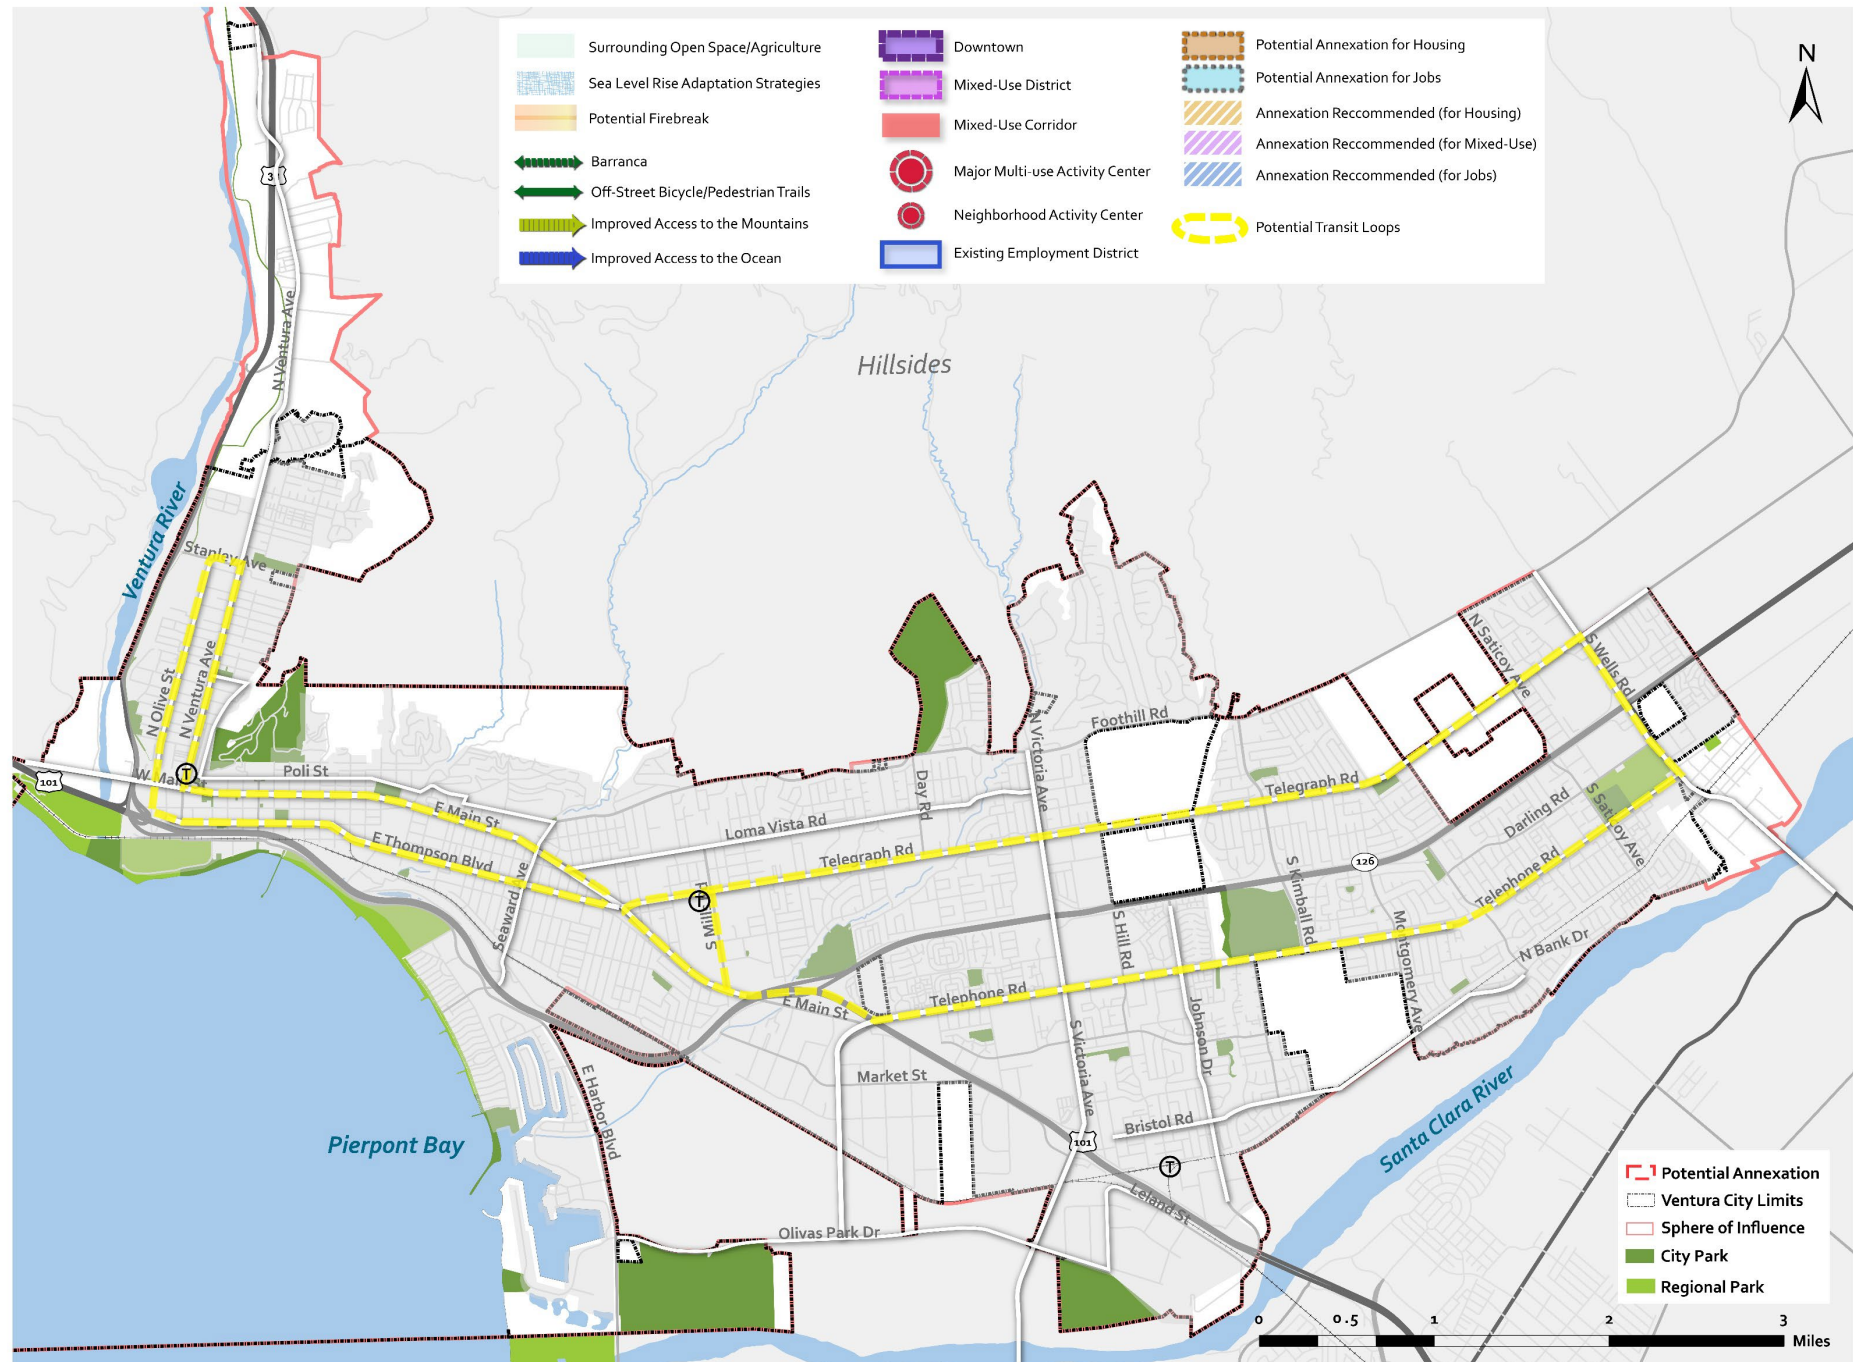 Surrounding Open Space/Agriculture
Sea Level Rise Adaptation Strategies
Potential Firebreak
Barranca
Off-Street Bicycle/Pedestrian Trails
Improved Access to the Mountains
Improved Access to the Ocean
Downtown
Mixed-Use District
Mixed-Use Corridor
Major Multi-use Activity Center
Neighborhood Activity Center
Existing Employment District
Potential Annexation for Housing
Potential Annexation for Jobs
Annexation Reccommended (for Housing)
Annexation Reccommended (for Mixed-Use)
Annexation Reccommended (for Jobs)
Potential Transit Loops
N
N Ventura Ave
Hillsides
Ventura River
Stanley Ave
N Olive St
N Ventura Ave
101
W Main St
T
Poli St
E Main St
E Thompson Blvd
Seaward Ave
Loma Vista Rd
Day Rd
Telegraph Rd
T
S Mill
N Victoria Ave
Foothill Rd
Telegraph Rd
N Saticoy Ave
S Wells Rd
Darling Rd
S Saticoy Ave
126
S Kimball Rd
Telephone Rd
Montgomery Ave
N Bank Dr
S Hill Rd
Johnson Dr
Telephone Rd
E Main St
S Victoria Ave
Market St
Bristol Rd
101
T
Leland St
E Harbor Blvd
Olivas Park Dr
Pierpont Bay
Santa Clara River
Potential Annexation
Ventura City Limits
Sphere of Influence
City Park
Regional Park
0 0.5 1 2 3
Miles